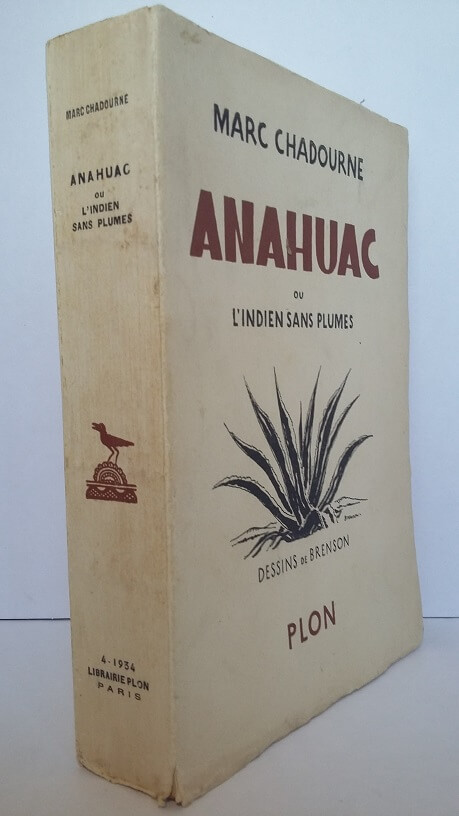 MARC CHADOURNE
ANAHUAC
OU
L'INDIEN
SANS PLUMES
4-1934
LIBRAIRIE PLON
PARIS
MARC CHADOURNE
ANAHUAC
OU
L'INDIEN SANS PLUMES
DESSINS DE BRENSON
PLON